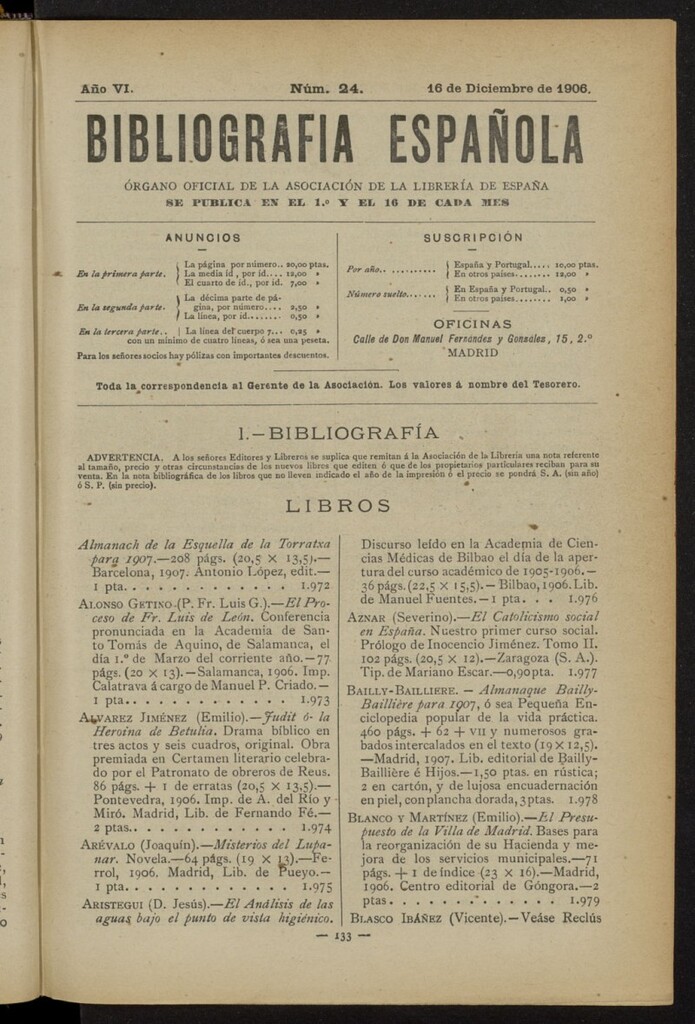 Año VI. Núm. 24. 16 de Diciembre de 1906.
BIBLIOGRAFIA ESPAÑOLA
ÓRGANO OFICIAL DE LA ASOCIACIÓN DE LA LIBRERÍA DE ESPAÑA
SE PUBLICA EN EL 1.º Y EL 16 DE CADA MES
ANUNCIOS
En la primera parte. La página por número.. 20,00 ptas.
La media id, por id.... 12,00 »
El cuarto de id., por id. 7,00 »
En la segunda parte. La décima parte de página, por número........ 2,50 »
La línea, por id........ 0,50 »
En la tercera parte.. La línea del cuerpo 7... 0,25 »
con un mínimo de cuatro líneas, ó sea una peseta.
Para los señores socios hay pólizas con importantes descuentos.
SUSCRIPCIÓN
Por año........... España y Portugal..... 10,00 ptas.
En otros países........ 12,00 »
Número suelto....... En España y Portugal.. 0,50 »
En otros países........ 1,00 »
OFICINAS
Calle de Don Manuel Fernández y González, 15, 2.º
MADRID
Toda la correspondencia al Gerente de la Asociación. Los valores á nombre del Tesorero.
I.—BIBLIOGRAFÍA
ADVERTENCIA. A los señores Editores y Libreros se suplica que remitan á la Asociación de la Librería una nota referente
al tamaño, precio y otras circunstancias de los nuevos libros que editen ó que de los propietarios particulares reciban para su
venta. En la nota bibliográfica de los libros que no lleven indicado el año de la impresión ó el precio se pondrá S. A. (sin año)
ó S. P. (sin precio).
LIBROS
Almanach de la Esquella de la Torratxa
para 1907.—208 págs. (20,5 × 13,5).—
Barcelona, 1907. Antonio López, edit.—
1 pta. . . . . . . . . . . . . 1.972
ALONSO GETINO (P. Fr. Luis G.).—El Pro-
ceso de Fr. Luis de León. Conferencia
pronunciada en la Academia de San-
to Tomás de Aquino, de Salamanca, el
día 1.º de Marzo del corriente año.—77
págs. (20 × 13).—Salamanca, 1906. Imp.
Calatrava á cargo de Manuel P. Criado.—
1 pta. . . . . . . . . . . . . 1.973
ALVAREZ JIMÉNEZ (Emilio).—Judit ó la
Heroína de Betulia. Drama bíblico en
tres actos y seis cuadros, original. Obra
premiada en Certamen literario celebra-
do por el Patronato de obreros de Reus.
86 págs. + 1 de erratas (20,5 × 13,5).—
Pontevedra, 1906. Imp. de A. del Río y
Miró. Madrid, Lib. de Fernando Fé.—
2 ptas. . . . . . . . . . . . . 1.974
ARÉVALO (Joaquín).—Misterios del Lupa-
nar. Novela.—64 págs. (19 × 13).—Fe-
rrol, 1906. Madrid, Lib. de Pueyo.—
1 pta. . . . . . . . . . . . . 1.975
ARISTEGUI (D. Jesús).—El Análisis de las
aguas bajo el punto de vista higiénico.
Discurso leído en la Academia de Cien-
cias Médicas de Bilbao el día de la aper-
tura del curso académico de 1905-1906.—
36 págs. (22,5 × 15,5).—Bilbao, 1906. Lib.
de Manuel Fuentes.—1 pta. . . 1.976
AZNAR (Severino).—El Catolicismo social
en España. Nuestro primer curso social.
Prólogo de Inocencio Jiménez. Tomo II.
102 págs. (20,5 × 12).—Zaragoza (S. A.).
Tip. de Mariano Escar.—0,90 pta. 1.977
BAILLY-BAILLIERE.—Almanaque Bailly-
Baillière para 1907, ó sea Pequeña En-
ciclopedia popular de la vida práctica.
460 págs. + 62 + VII y numerosos gra-
bados intercalados en el texto (19 × 12,5).
—Madrid, 1907. Lib. editorial de Bailly-
Baillière é Hijos.—1,50 ptas. en rústica;
2 en cartón, y de lujosa encuadernación
en piel, con plancha dorada, 3 ptas. 1.978
BLANCO Y MARTÍNEZ (Emilio).—El Presu-
puesto de la Villa de Madrid. Bases para
la reorganización de su Hacienda y me-
jora de los servicios municipales.—71
págs. + 1 de índice (23 × 16).—Madrid,
1906. Centro editorial de Góngora.—2
ptas. . . . . . . . . . . . . 1.979
BLASCO IBÁÑEZ (Vicente).—Veáse Reclús
— 133 —